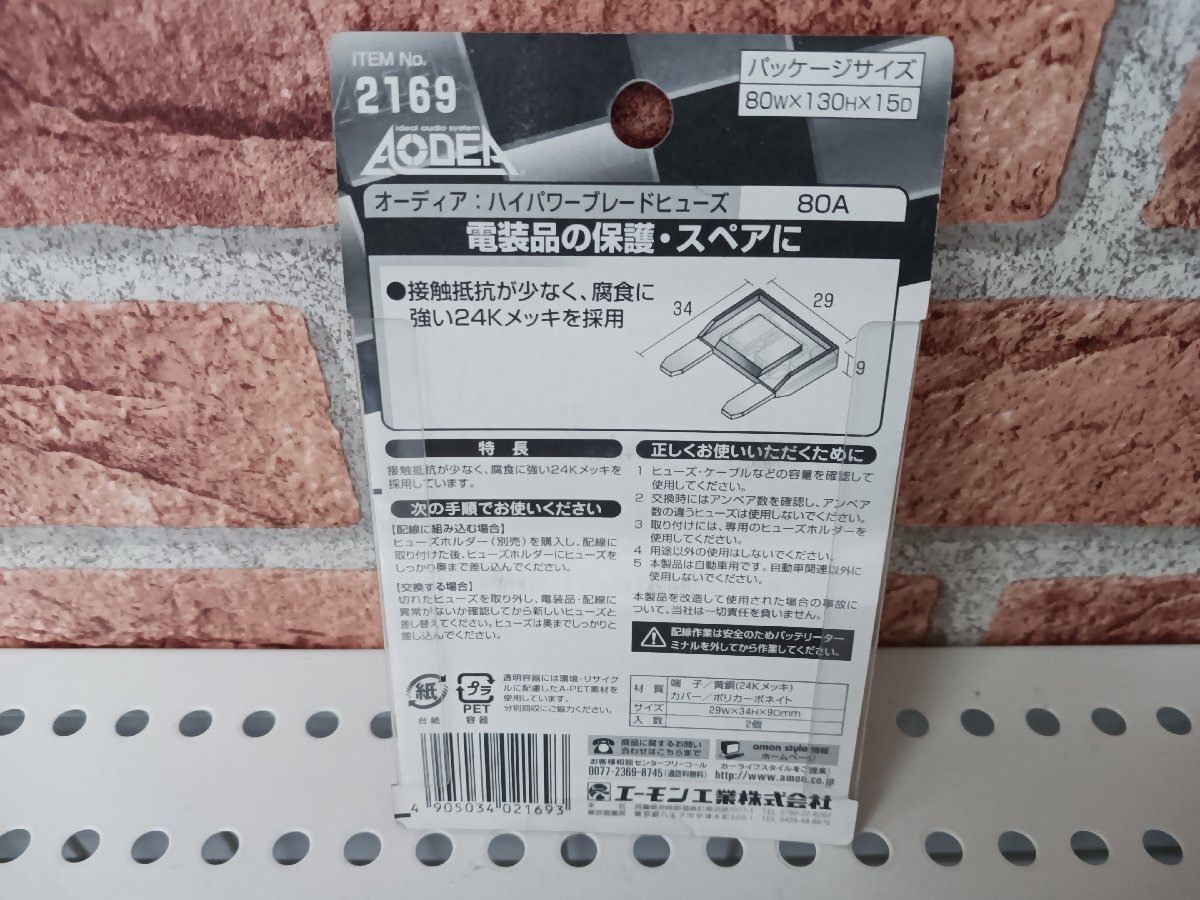 ITEM No.
2169
ideal audio system
AODEA
パッケージサイズ
80W×130H×15D
オーディア：ハイパワーブレードヒューズ 80A
電装品の保護・スペアに
●接触抵抗が少なく、腐食に
強い24Kメッキを採用
34
29
9
特長
接触抵抗が少なく、腐食に強い24Kメッキを
採用しています。
次の手順でお使いください
【配線に組み込む場合】
ヒューズホルダー（別売）を購入し、配線に
取り付けた後、ヒューズホルダーにヒューズを
しっかり奥まで差し込んでください。
【交換する場合】
切れたヒューズを取り外し、電装品・配線に
異常がないか確認してから新しいヒューズと
差し替えてください。ヒューズは奥までしっかりと
差し込んでください。
正しくお使いいただくために
1 ヒューズ・ケーブルなどの容量を確認して
使用してください。
2 交換時にはアンペア数を確認し、アンペア
数の違うヒューズは使用しないでください。
3 取り付けには、専用のヒューズホルダーを
使用してください。
4 用途以外の使用はしないでください。
5 本製品は自動車用です。自動車関連以外に
使用しないでください。
本製品を改造して使用された場合の事故に
ついて、当社は一切責任を負いません。
配線作業は安全のためバッテリーター
ミナルを外してから作業してください。
紙
台紙
プラ
PET
容器
透明容器には環境・リサイク
ルに配慮したA-PET素材を
使用しています。
分別回収にご協力ください。
材質 端子／黄銅(24Kメッキ)
カバー／ポリカーボネイト
サイズ 29W×34H×9Dmm
入数 2個
商品に関するお問い
合わせはこちらまで
お客様相談センターフリーコール
0077-2369-8745(通話料無料)
amon style 情報
ホームページ
カーライフスタイルをご提案
http://www.amon.co.jp
エーモン工業株式会社
4 905034 021693
本社
東京営業所